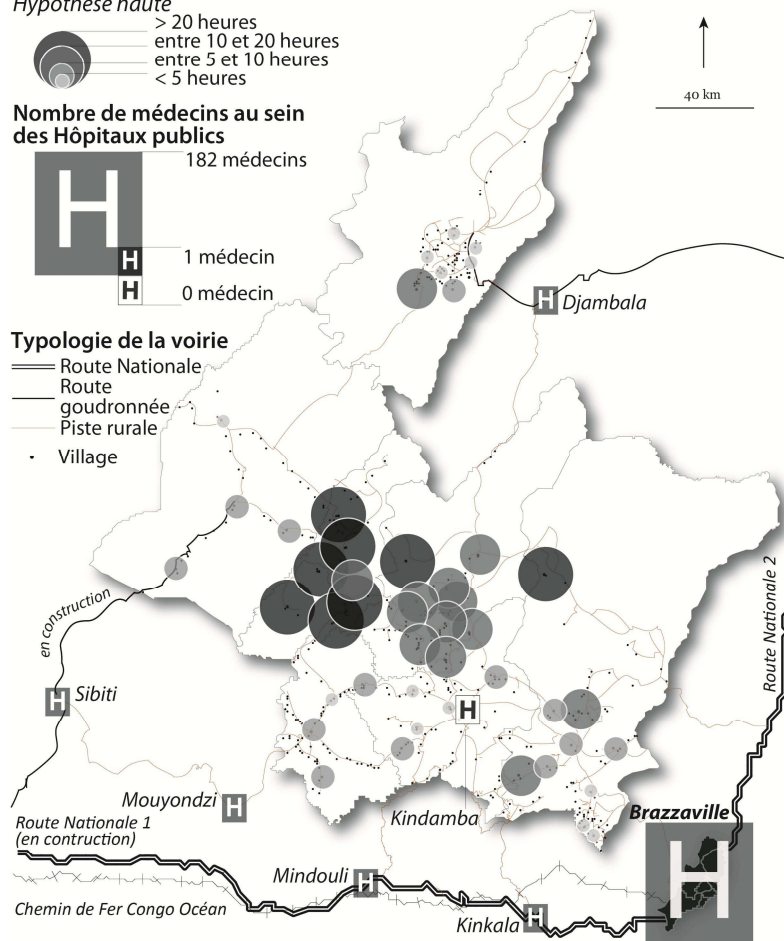 Hypothèse haute
> 20 heures
entre 10 et 20 heures
entre 5 et 10 heures
< 5 heures
Nombre de médecins au sein
des Hôpitaux publics
H
182 médecins
H
1 médecin
H
0 médecin
Typologie de la voirie
Route Nationale
Route
goudronnée
Piste rurale
Village
40 km
H Djambala
en construction
Route Nationale 2
H Sibiti
H
Mouyondzi H
Kindamba
Brazzaville
H
Route Nationale 1
(en contruction)
Mindouli H
Chemin de Fer Congo Océan
Kinkala H